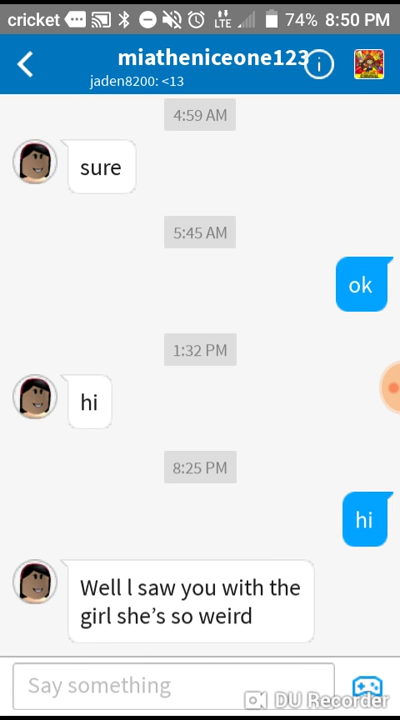 cricket LTE 74% 8:50 PM
miatheniceone123
jaden8200: <13
4:59 AM
sure
5:45 AM
ok
1:32 PM
hi
8:25 PM
hi
Well l saw you with the
girl she's so weird
Say something
DU Recorder